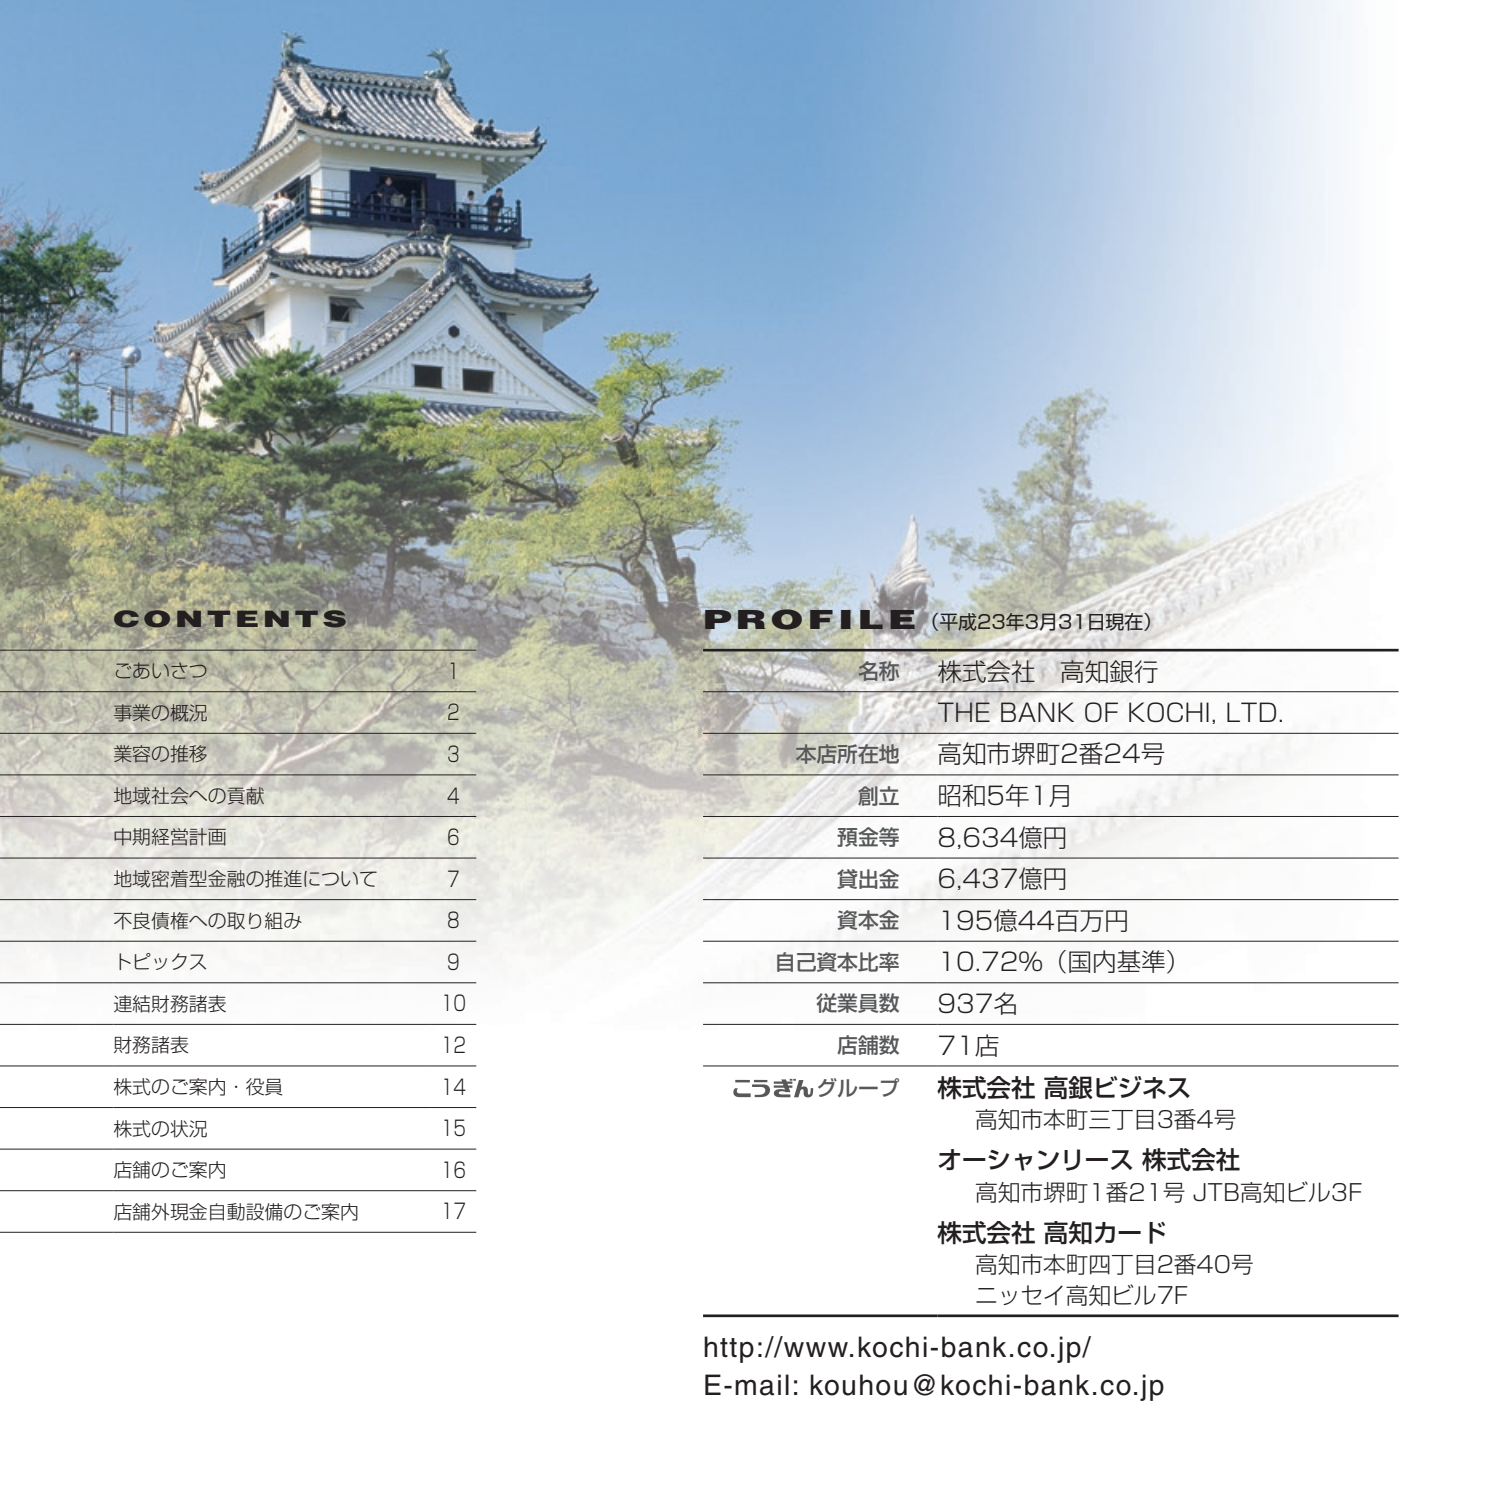 CONTENTS
ごあいさつ 1
事業の概況 2
業容の推移 3
地域社会への貢献 4
中期経営計画 6
地域密着型金融の推進について 7
不良債権への取り組み 8
トピックス 9
連結財務諸表 10
財務諸表 12
株式のご案内・役員 14
株式の状況 15
店舗のご案内 16
店舗外現金自動設備のご案内 17
PROFILE（平成23年3月31日現在）
名称 株式会社　高知銀行
THE BANK OF KOCHI, LTD.
本店所在地 高知市堺町2番24号
創立 昭和5年1月
預金等 8,634億円
貸出金 6,437億円
資本金 195億44百万円
自己資本比率 10.72%（国内基準）
従業員数 937名
店舗数 71店
こうぎんグループ 株式会社 高銀ビジネス
高知市本町三丁目3番4号
オーシャンリース 株式会社
高知市堺町1番21号 JTB高知ビル3F
株式会社 高知カード
高知市本町四丁目2番40号
ニッセイ高知ビル7F
http://www.kochi-bank.co.jp/
E-mail: kouhou@kochi-bank.co.jp